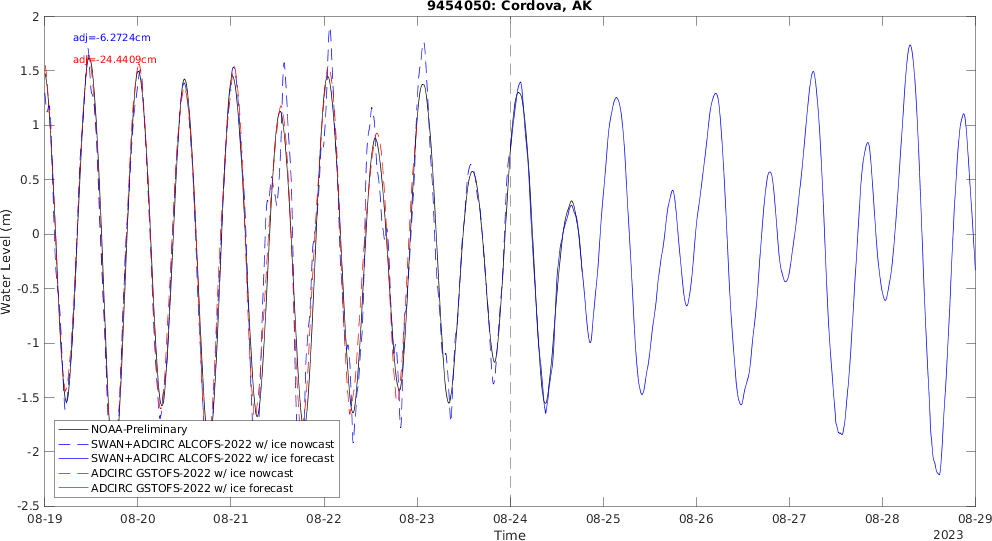 9454050: Cordova, AK
adj=-6.2724cm
adj=-24.4409cm
2
1.5
1
0.5
0
-0.5
-1
-1.5
-2
-2.5
Water Level (m)
NOAA-Preliminary
SWAN+ADCIRC ALCOFS-2022 w/ ice nowcast
SWAN+ADCIRC ALCOFS-2022 w/ ice forecast
ADCIRC GSTOFS-2022 w/ ice nowcast
ADCIRC GSTOFS-2022 w/ ice forecast
08-19 08-20 08-21 08-22 08-23 08-24 08-25 08-26 08-27 08-28 08-29
Time
2023